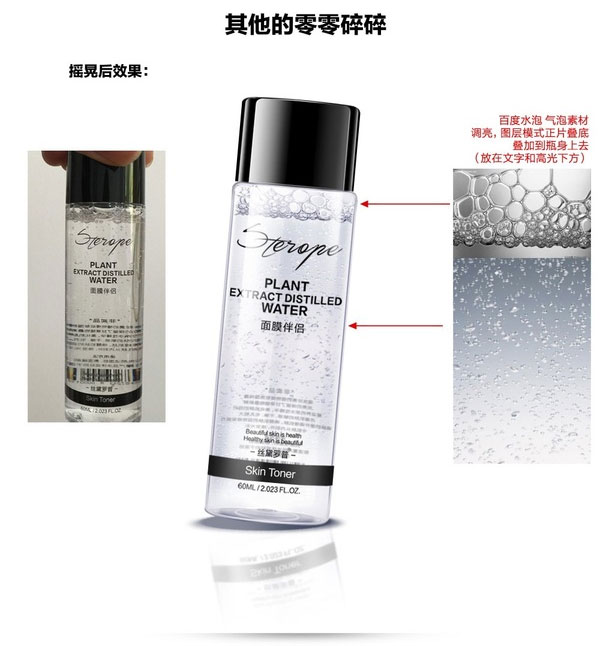 其他的零零碎碎
摇晃后效果：
百度水泡 气泡素材
调亮，图层模式正片叠底
叠加到瓶身上去
（放在文字和高光下方）
Sterope
PLANT
EXTRACT DISTILLED
WATER
面膜伴侣
Beautiful skin is health
Healthy skin is beautiful
– 丝黛罗普 –
Skin Toner
60ML / 2.023 FL.OZ.
Sterope
PLANT
EXTRACT DISTILLED
WATER
面膜伴侣
– 丝黛罗普 –
Skin Toner
60ML / 2.023 FL.OZ